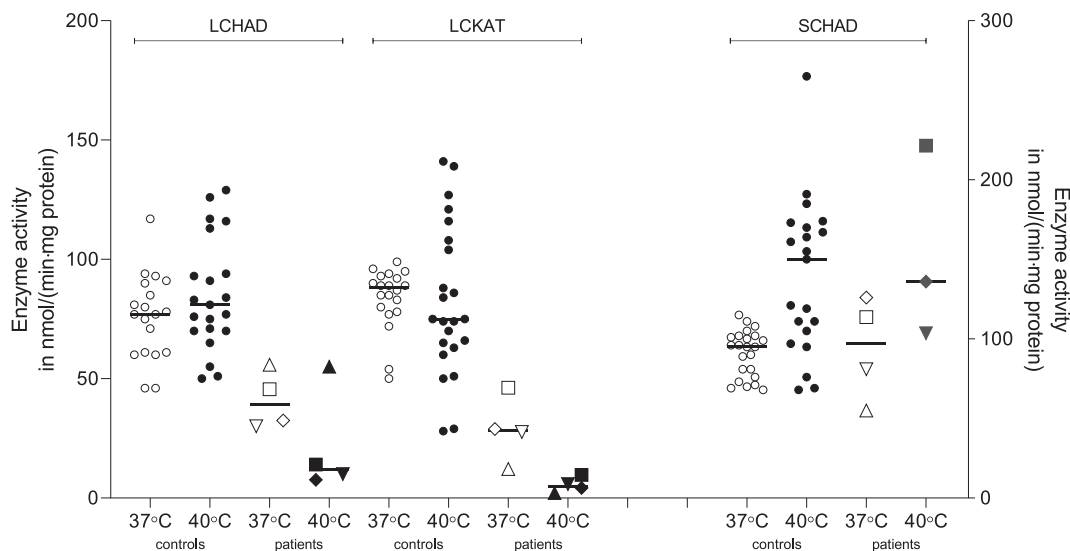 LCHAD LCKAT SCHAD
200 300
150
200
100
100
50
0 0
Enzyme activity
in nmol/(min·mg protein)
Enzyme activity
in nmol/(min·mg protein)
37°C 40°C 37°C 40°C 37°C 40°C 37°C 40°C 37°C 40°C 37°C 40°C
controls patients controls patients controls patients